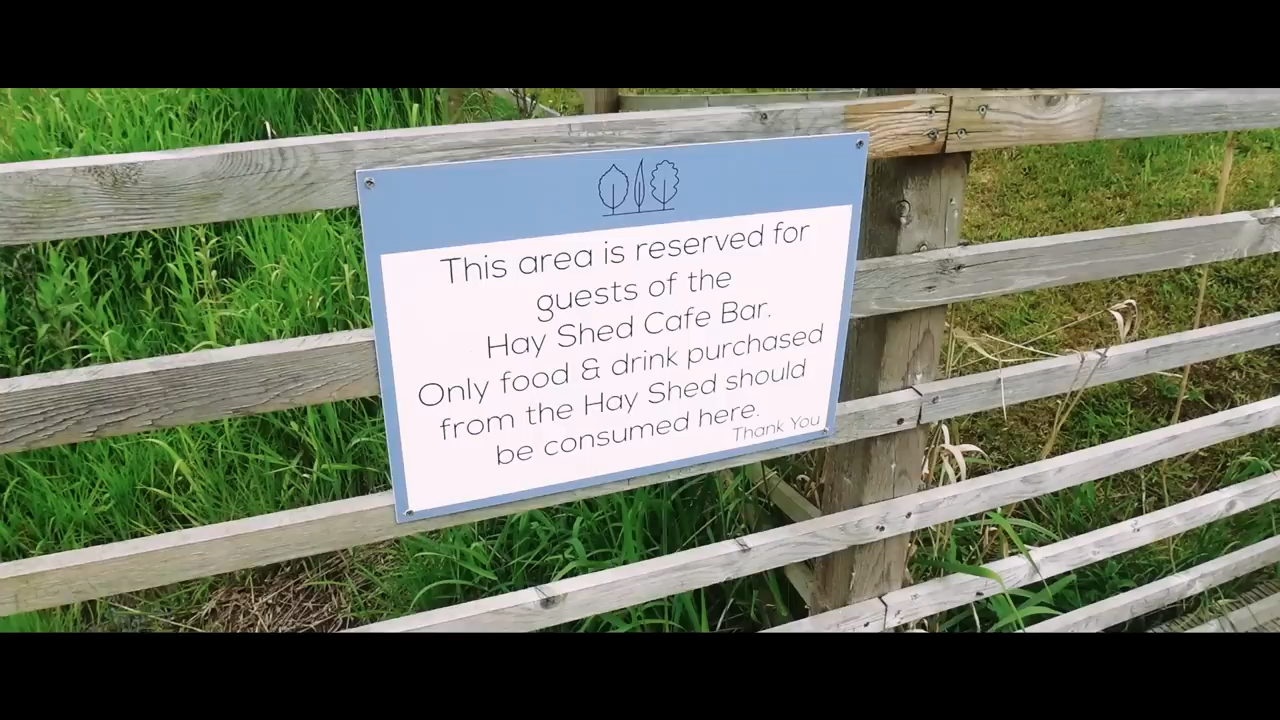 This area is reserved for
guests of the
Hay Shed Cafe Bar.
Only food & drink purchased
from the Hay Shed should
be consumed here.
Thank You